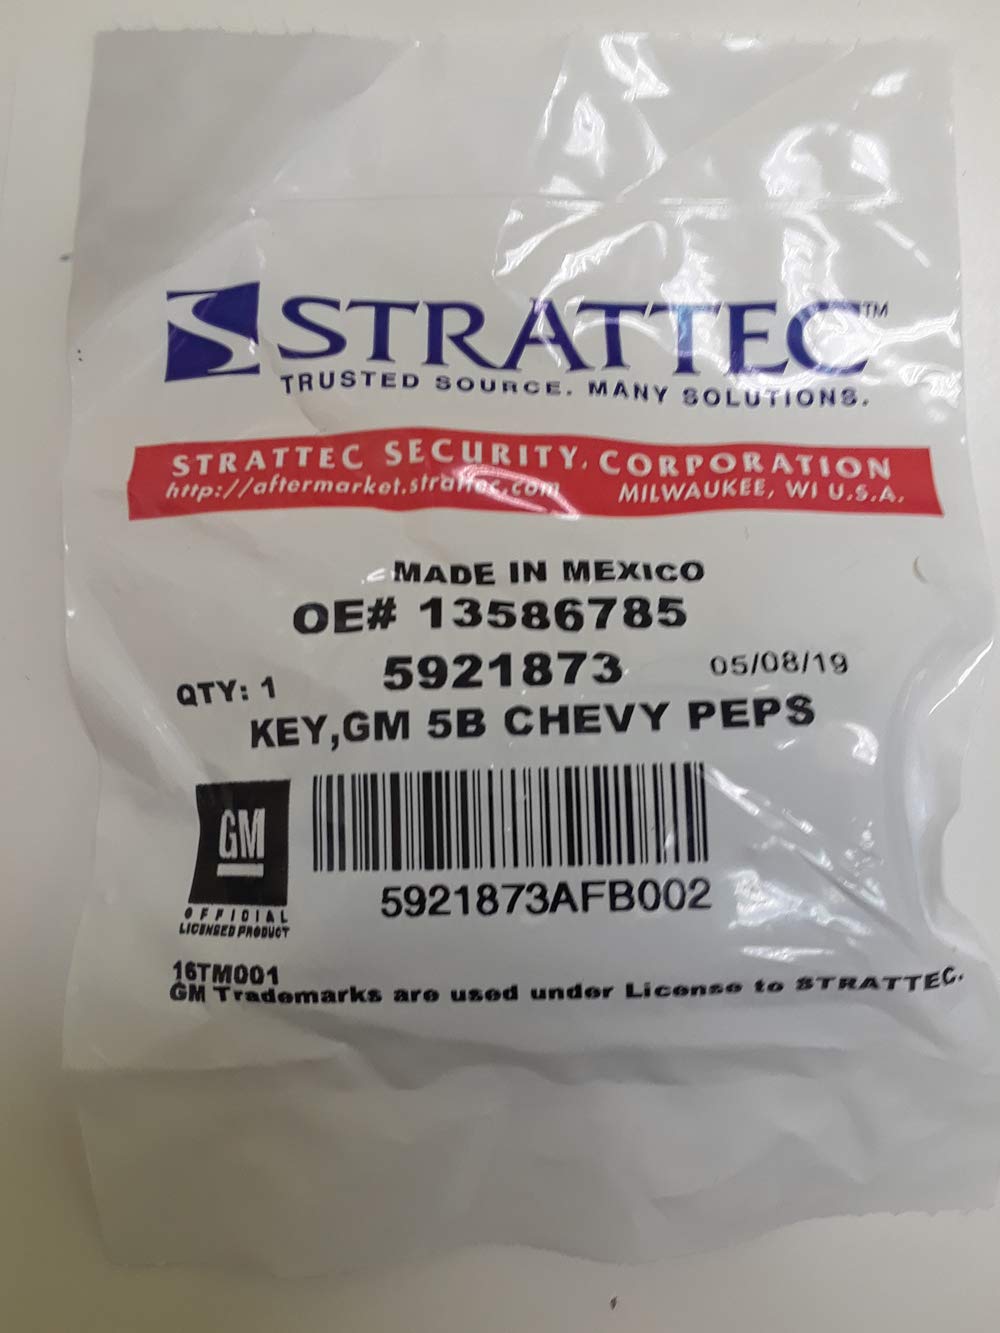 STRATTEC™
TRUSTED SOURCE. MANY SOLUTIONS.
STRATTEC SECURITY CORPORATION
http://aftermarket.strattec.com MILWAUKEE, WI U.S.A.
MADE IN MEXICO
OE# 13586785
QTY: 1 5921873 05/08/19
KEY,GM 5B CHEVY PEPS
GM
OFFICIAL
LICENSED PRODUCT
5921873AFB002
16TM001
GM Trademarks are used under License to STRATTEC.